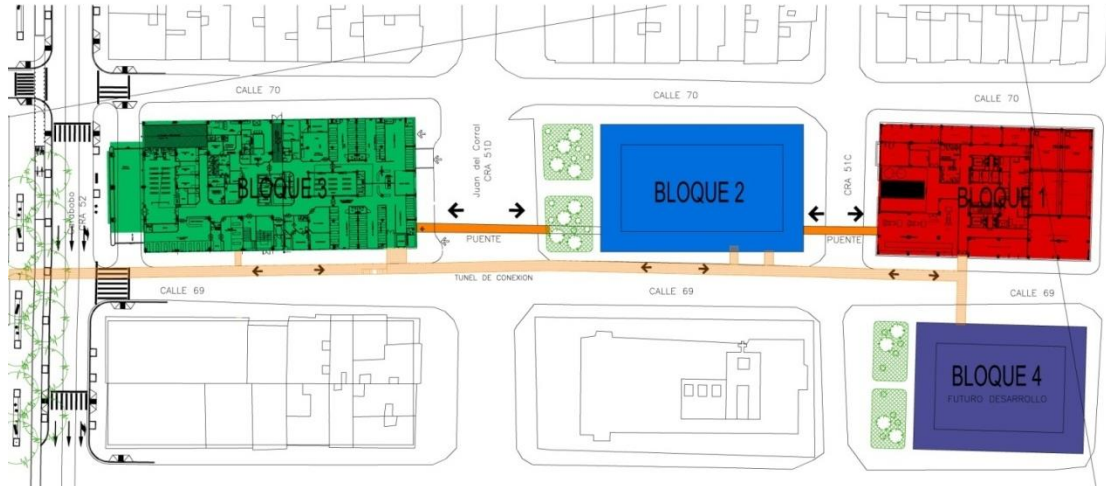 CALLE 70
CALLE 70
CALLE 70
Carabobo
CRA 52
BLOQUE 3
Juan del Corral
CRA 51D
BLOQUE 2
CRA 51C
BLOQUE 1
PUENTE
PUENTE
TUNEL DE CONEXION
CALLE 69
CALLE 69
CALLE 69
BLOQUE 4
FUTURO DESARROLLO